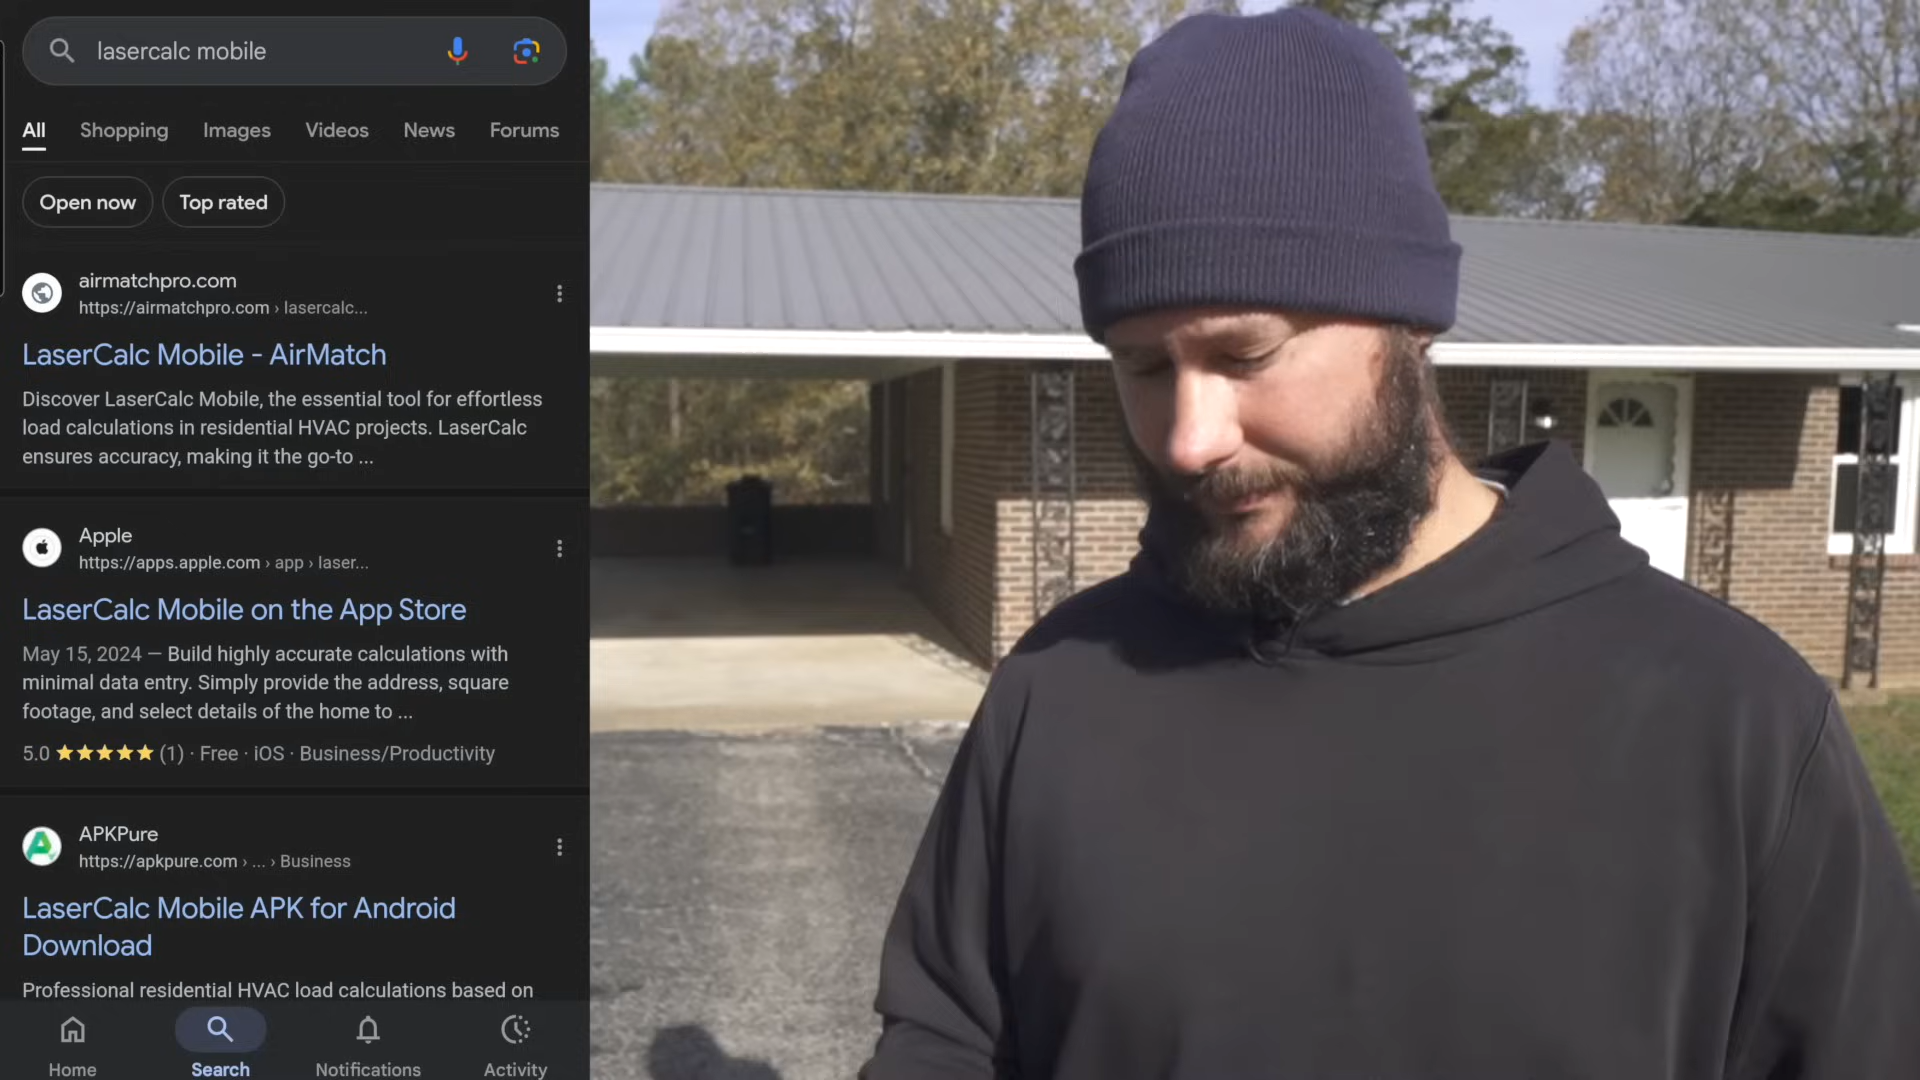 lasercalc mobile
All Shopping Images Videos News Forums
Open now Top rated
airmatchpro.com
https://airmatchpro.com › lasercalc...
LaserCalc Mobile - AirMatch
Discover LaserCalc Mobile, the essential tool for effortless
load calculations in residential HVAC projects. LaserCalc
ensures accuracy, making it the go-to ...
Apple
https://apps.apple.com › app › laser...
LaserCalc Mobile on the App Store
May 15, 2024 — Build highly accurate calculations with
minimal data entry. Simply provide the address, square
footage, and select details of the home to ...
5.0 ★★★★★ (1) · Free · iOS · Business/Productivity
APKPure
https://apkpure.com › ... › Business
LaserCalc Mobile APK for Android
Download
Professional residential HVAC load calculations based on
Home Search Notifications Activity